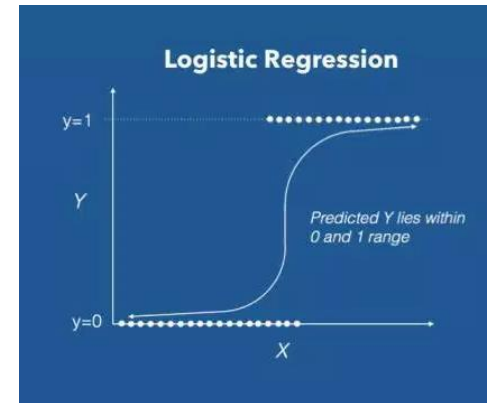 Logistic Regression
y=1
Y
Predicted Y lies within
0 and 1 range
y=0
X